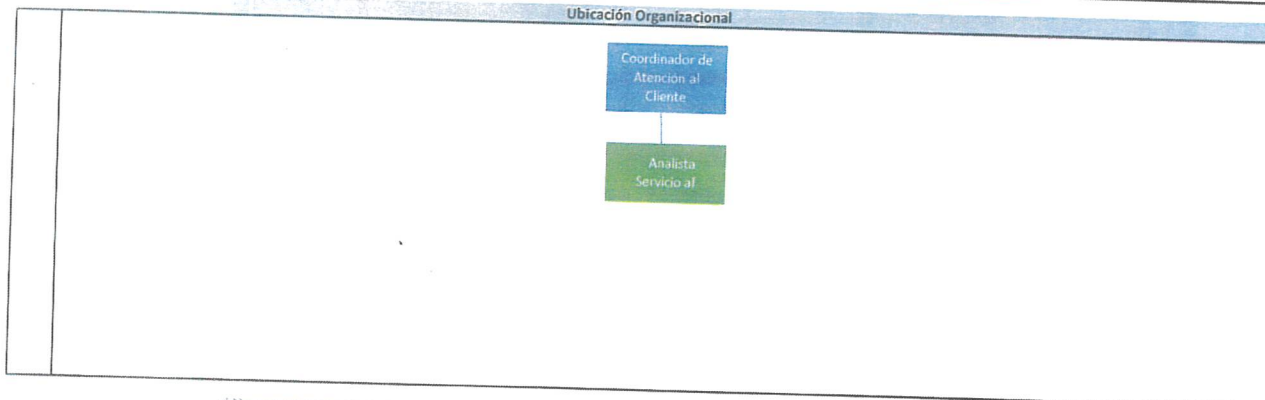 Ubicación Organizacional
Coordinador de
Atención al
Cliente
Analista
Servicio al